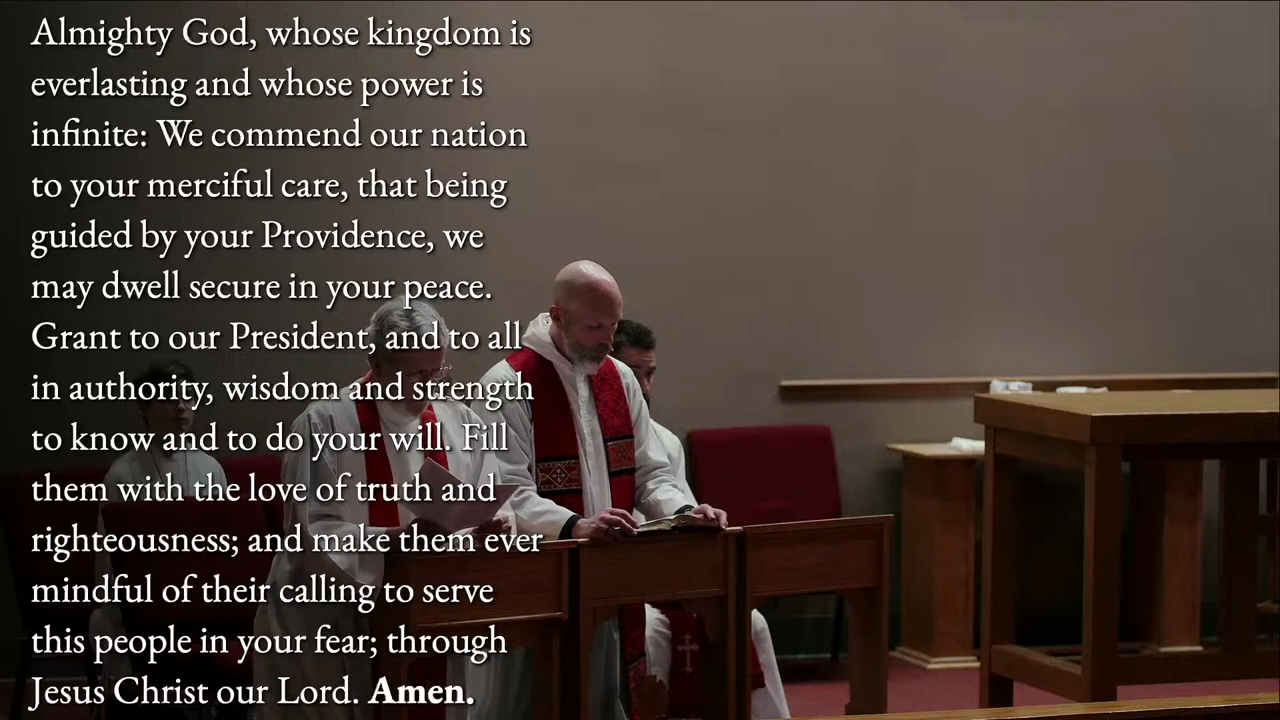 Almighty God, whose kingdom is
everlasting and whose power is
infinite: We commend our nation
to your merciful care, that being
guided by your Providence, we
may dwell secure in your peace.
Grant to our President, and to all
in authority, wisdom and strength
to know and to do your will. Fill
them with the love of truth and
righteousness; and make them ever
mindful of their calling to serve
this people in your fear; through
Jesus Christ our Lord. Amen.